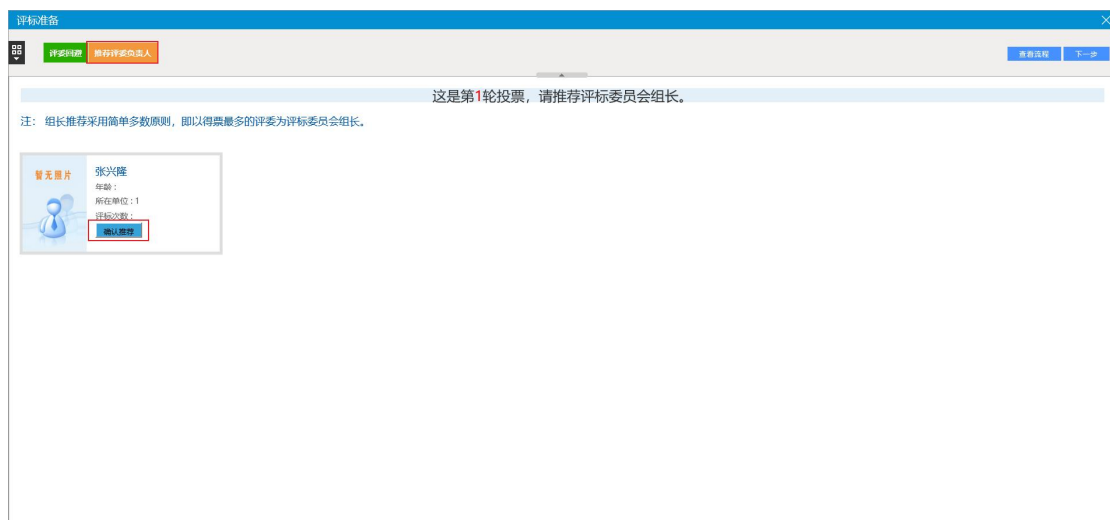 评标准备
评委回避 推荐评委负责人 查看流程 下一步
这是第1轮投票，请推荐评标委员会组长。
注： 组长推荐采用简单多数原则，即以得票最多的评委为评标委员会组长。
暂无照片
张兴隆
年龄：
所在单位：1
评标次数：
确认推荐